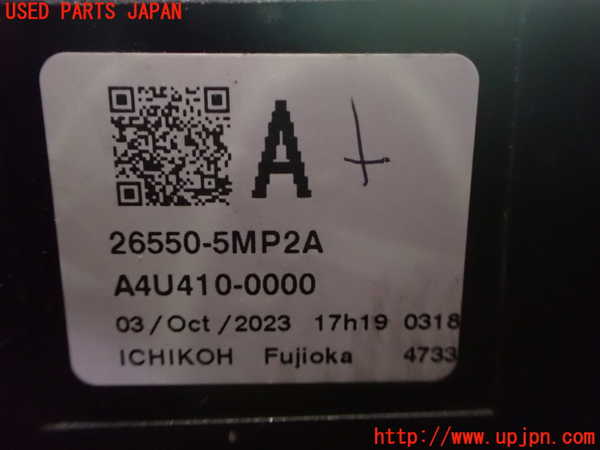 USED PARTS JAPAN
A
26550-5MP2A
A4U410-0000
03/Oct/2023 17h19 0318
ICHIKOH Fujioka 4733
http://www.upjpn.com/